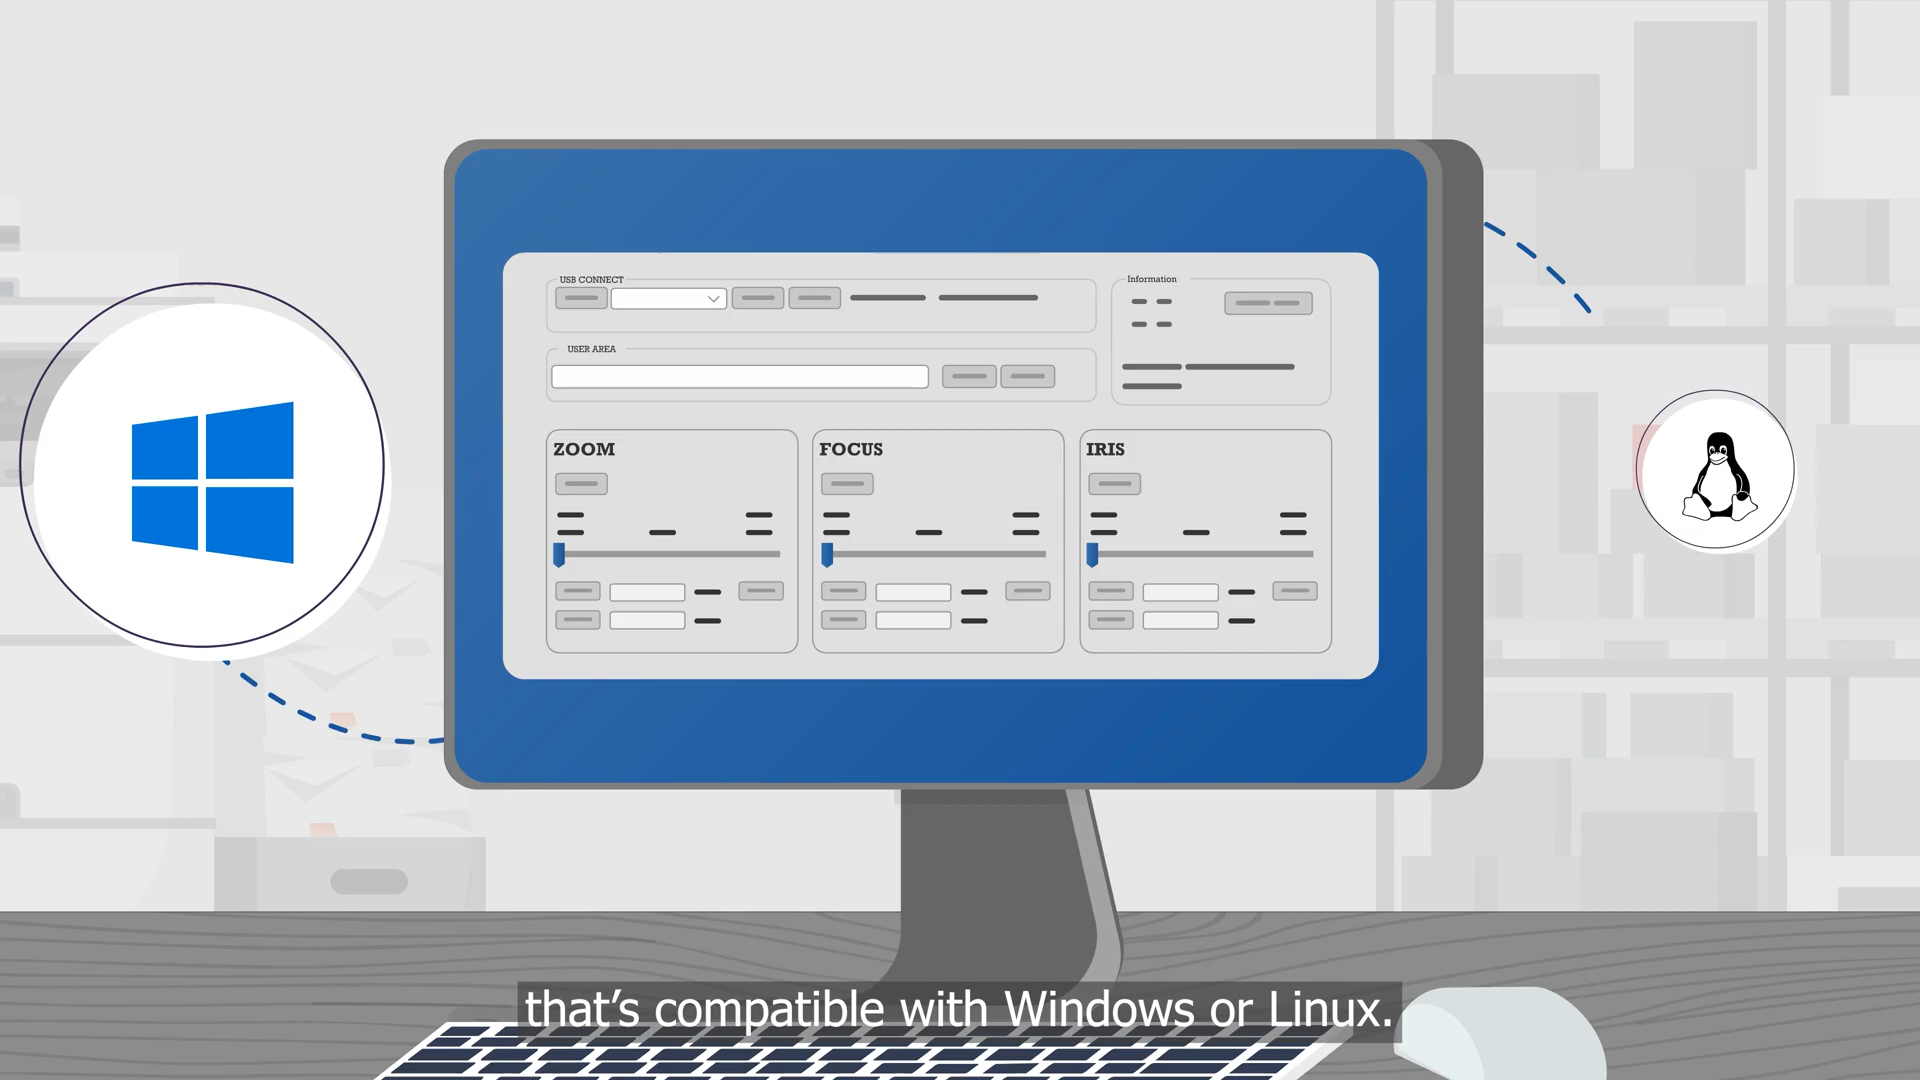 USB CONNECT
Information
USER AREA
ZOOM
FOCUS
IRIS
that’s compatible with Windows or Linux.